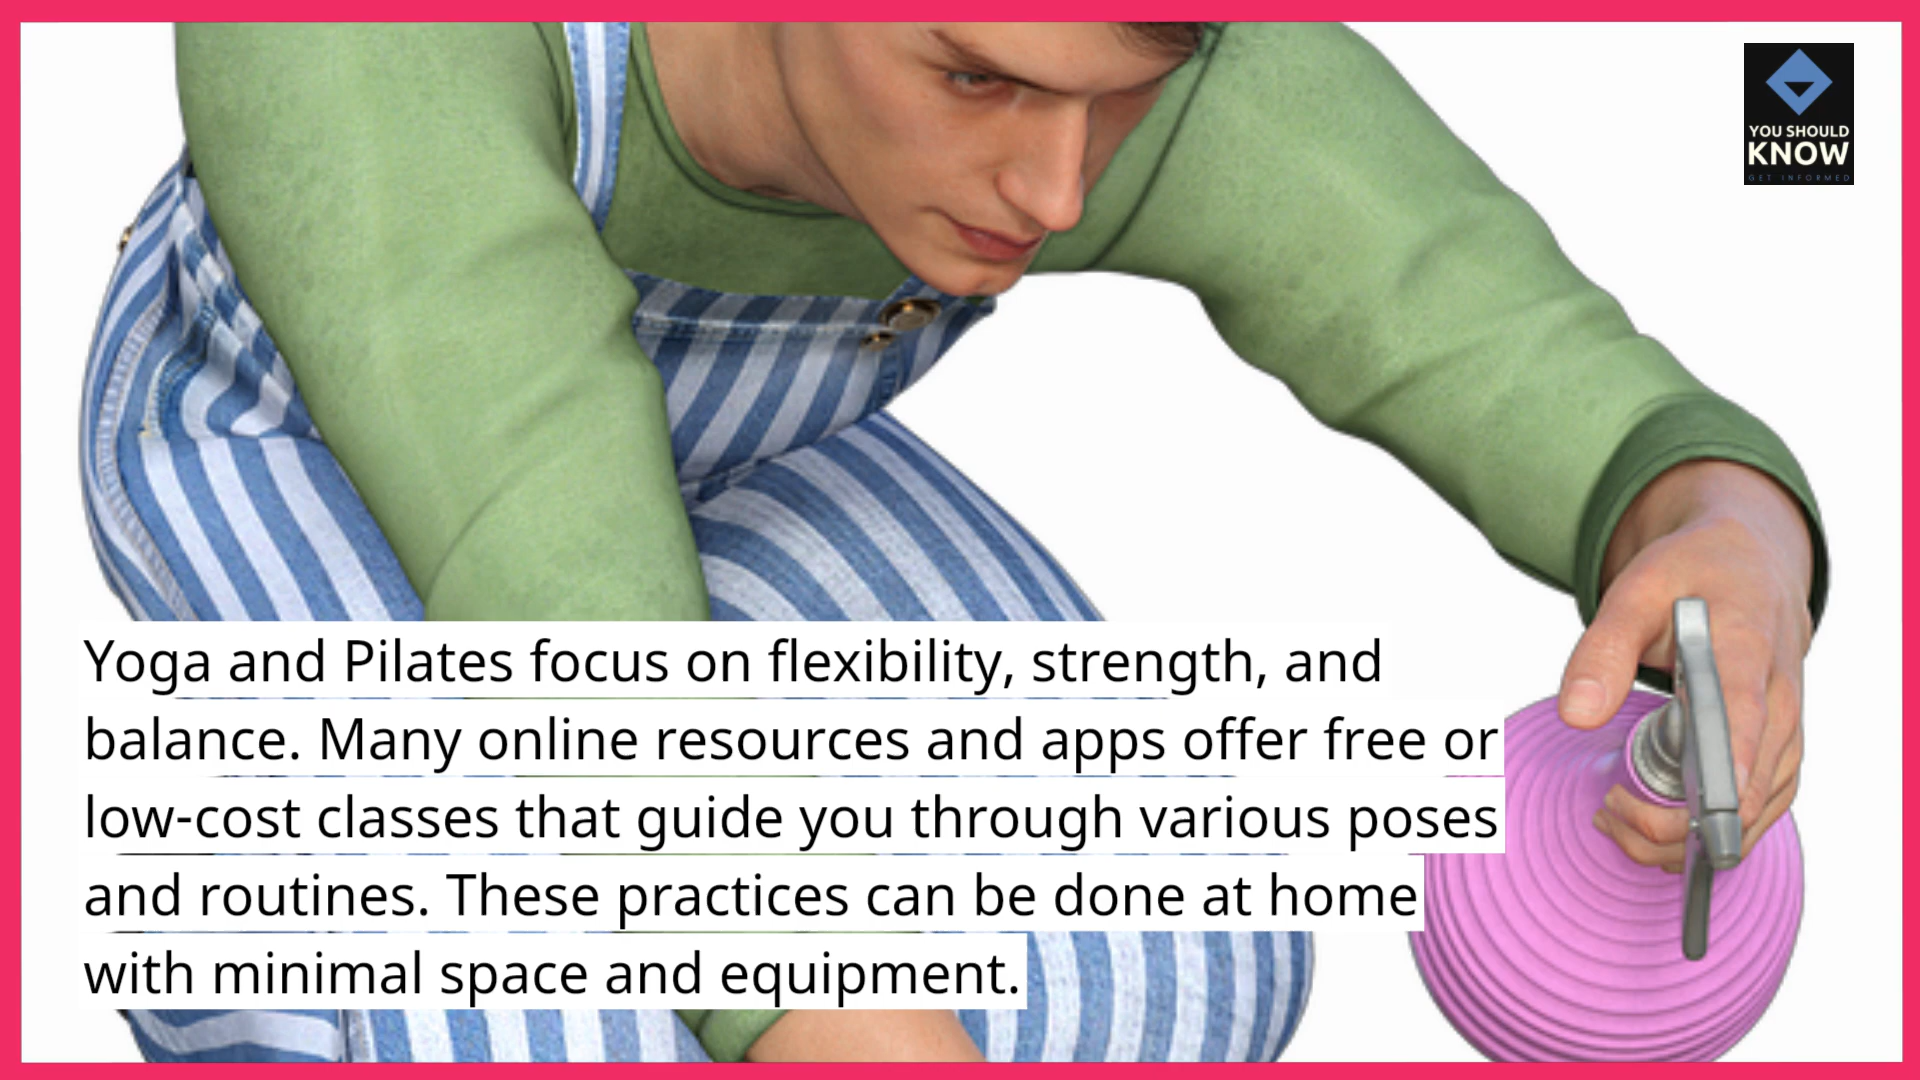 YOU SHOULD
KNOW
GET INFORMED
Yoga and Pilates focus on flexibility, strength, and
balance. Many online resources and apps offer free or
low-cost classes that guide you through various poses
and routines. These practices can be done at home
with minimal space and equipment.